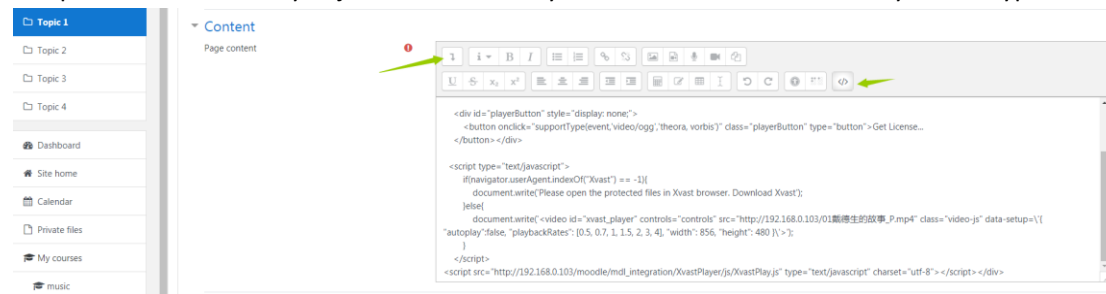 Topic 1
Topic 2
Topic 3
Topic 4
Dashboard
Site home
Calendar
Private files
My courses
music
Content
Page content
<div id="playerButton" style="display: none;">
<button onclick="supportType(event,'video/ogg','theora, vorbis')" class="playerButton" type="button">Get License...
</button></div>
<script type="text/javascript">
if(navigator.userAgent.indexOf("Xvast") == -1){
document.write('Please open the protected files in Xvast browser. Download Xvast');
}else{
document.write('<video id="xvast_player" controls="controls" src="http://192.168.0.103/01戴德生的故事_P.mp4" class="video-js" data-setup=\'{
"autoplay":false, "playbackRates": [0.5, 0.7, 1, 1.5, 2, 3, 4], "width": 856, "height": 480 }\'>');
}
</script>
<script src="http://192.168.0.103/moodle/mdl_integration/XvastPlayer/js/XvastPlay.js" type="text/javascript" charset="utf-8"></script></div>